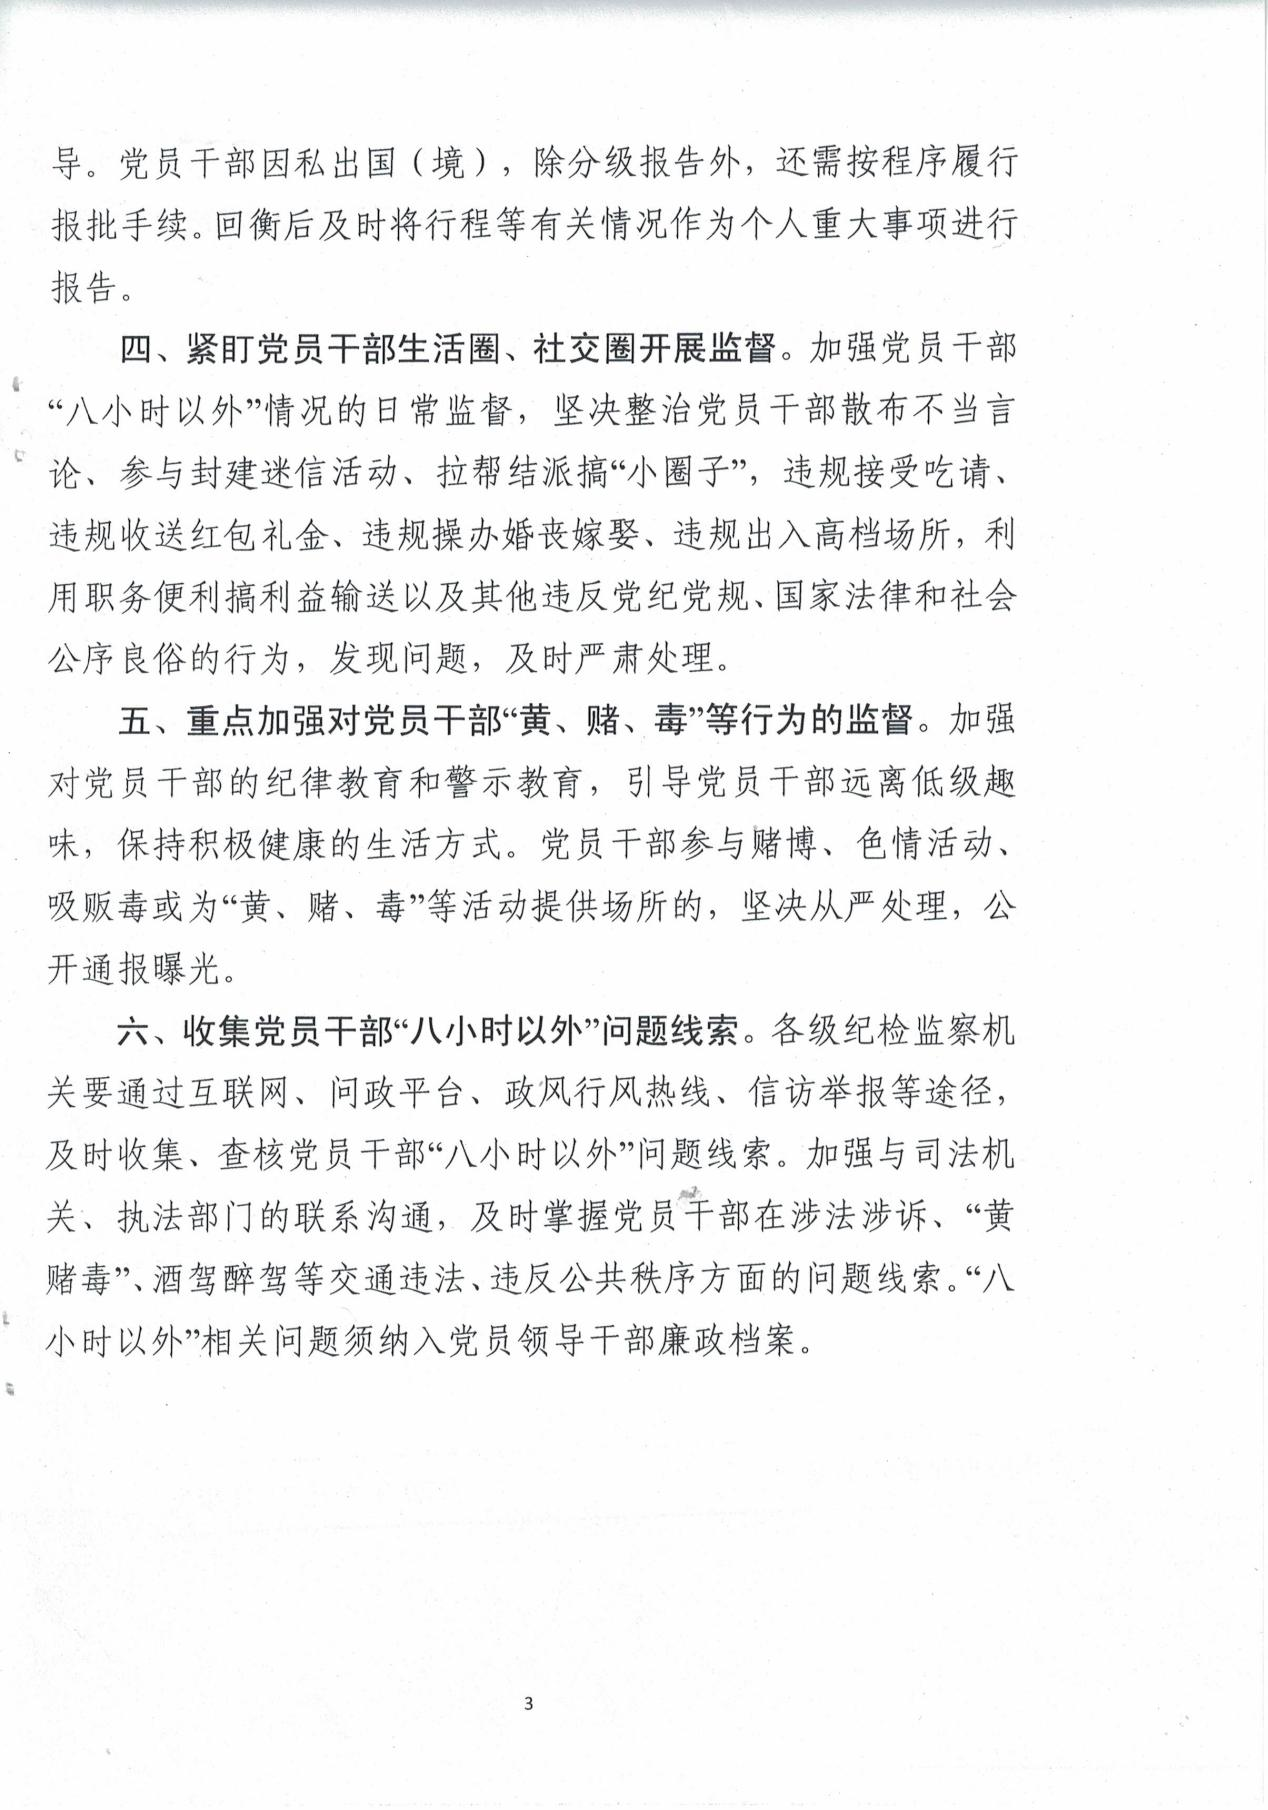 导。党员干部因私出国（境），除分级报告外，还需按程序履行
报批手续。回衡后及时将行程等有关情况作为个人重大事项进行
报告。
四、紧盯党员干部生活圈、社交圈开展监督。加强党员干部
“八小时以外”情况的日常监督，坚决整治党员干部散布不当言
论、参与封建迷信活动、拉帮结派搞“小圈子”，违规接受吃请、
违规收送红包礼金、违规操办婚丧嫁娶、违规出入高档场所，利
用职务便利搞利益输送以及其他违反党纪党规、国家法律和社会
公序良俗的行为，发现问题，及时严肃处理。
五、重点加强对党员干部“黄、赌、毒”等行为的监督。加强
对党员干部的纪律教育和警示教育，引导党员干部远离低级趣
味，保持积极健康的生活方式。党员干部参与赌博、色情活动、
吸贩毒或为“黄、赌、毒”等活动提供场所的，坚决从严处理，公
开通报曝光。
六、收集党员干部“八小时以外”问题线索。各级纪检监察机
关要通过互联网、问政平台、政风行风热线、信访举报等途径，
及时收集、查核党员干部“八小时以外”问题线索。加强与司法机
关、执法部门的联系沟通，及时掌握党员干部在涉法涉诉、“黄
赌毒”、酒驾醉驾等交通违法、违反公共秩序方面的问题线索。“八
小时以外”相关问题须纳入党员领导干部廉政档案。
3